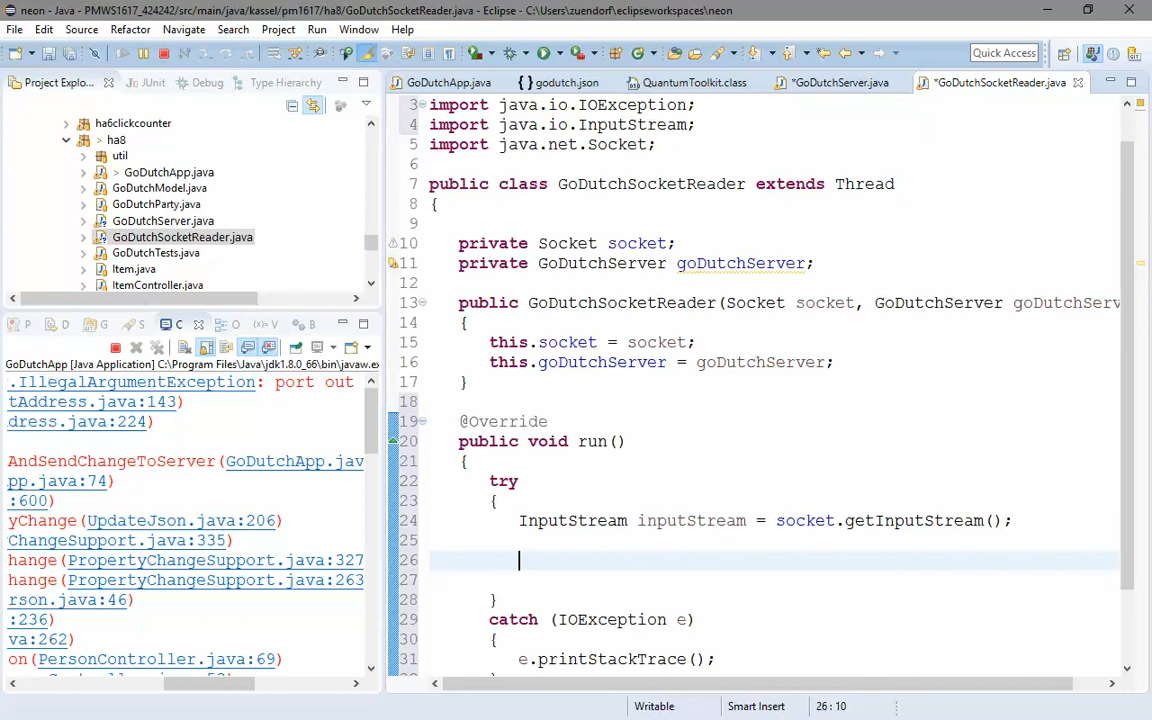 neon - Java - PMWS1617_424242/src/main/java/kassel/pm1617/ha8/GoDutchSocketReader.java - Eclipse - C:\Users\zuendorf\eclipseworkspaces\neon
File Edit Source Refactor Navigate Search Project Run Window Help
Quick Access
Project Explo...
JUnit
Debug
Type Hierarchy
ha6clickcounter
ha8
util
> GoDutchApp.java
GoDutchModel.java
GoDutchParty.java
GoDutchServer.java
GoDutchSocketReader.java
GoDutchTests.java
Item.java
ItemController.java
P D G S C O (x)= V B
GoDutchApp [Java Application] C:\Program Files\Java\jdk1.8.0_66\bin\javaw.ex
.IllegalArgumentException: port out
tAddress.java:143)
dress.java:224)
AndSendChangeToServer(GoDutchApp.jav
pp.java:74)
:600)
yChange(UpdateJson.java:206)
ChangeSupport.java:335)
hange(PropertyChangeSupport.java:327
hange(PropertyChangeSupport.java:263
rson.java:46)
:236)
va:262)
on(PersonController.java:69)
GoDutchApp.java
godutch.json
QuantumToolkit.class
*GoDutchServer.java
*GoDutchSocketReader.java
3 import java.io.IOException;
4 import java.io.InputStream;
5 import java.net.Socket;
6
7 public class GoDutchSocketReader extends Thread
8 {
9
10 private Socket socket;
11 private GoDutchServer goDutchServer;
12
13 public GoDutchSocketReader(Socket socket, GoDutchServer goDutchServ
14 {
15 this.socket = socket;
16 this.goDutchServer = goDutchServer;
17 }
18
19 @Override
20 public void run()
21 {
22 try
23 {
24 InputStream inputStream = socket.getInputStream();
25
26
27
28 }
29 catch (IOException e)
30 {
31 e.printStackTrace();
Writable
Smart Insert
26 : 10